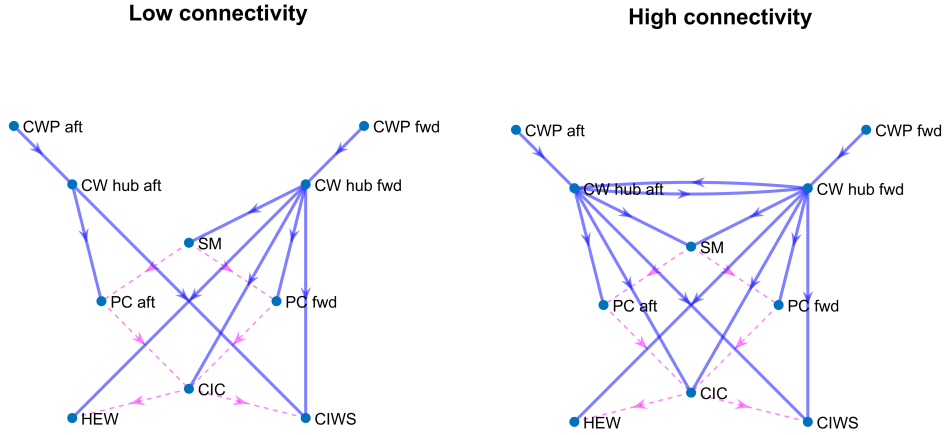 Low connectivity
CWP aft
CWP fwd
CW hub aft
CW hub fwd
SM
PC aft
PC fwd
CIC
HEW
CIWS
High connectivity
CWP aft
CWP fwd
CW hub aft
CW hub fwd
SM
PC aft
PC fwd
CIC
HEW
CIWS